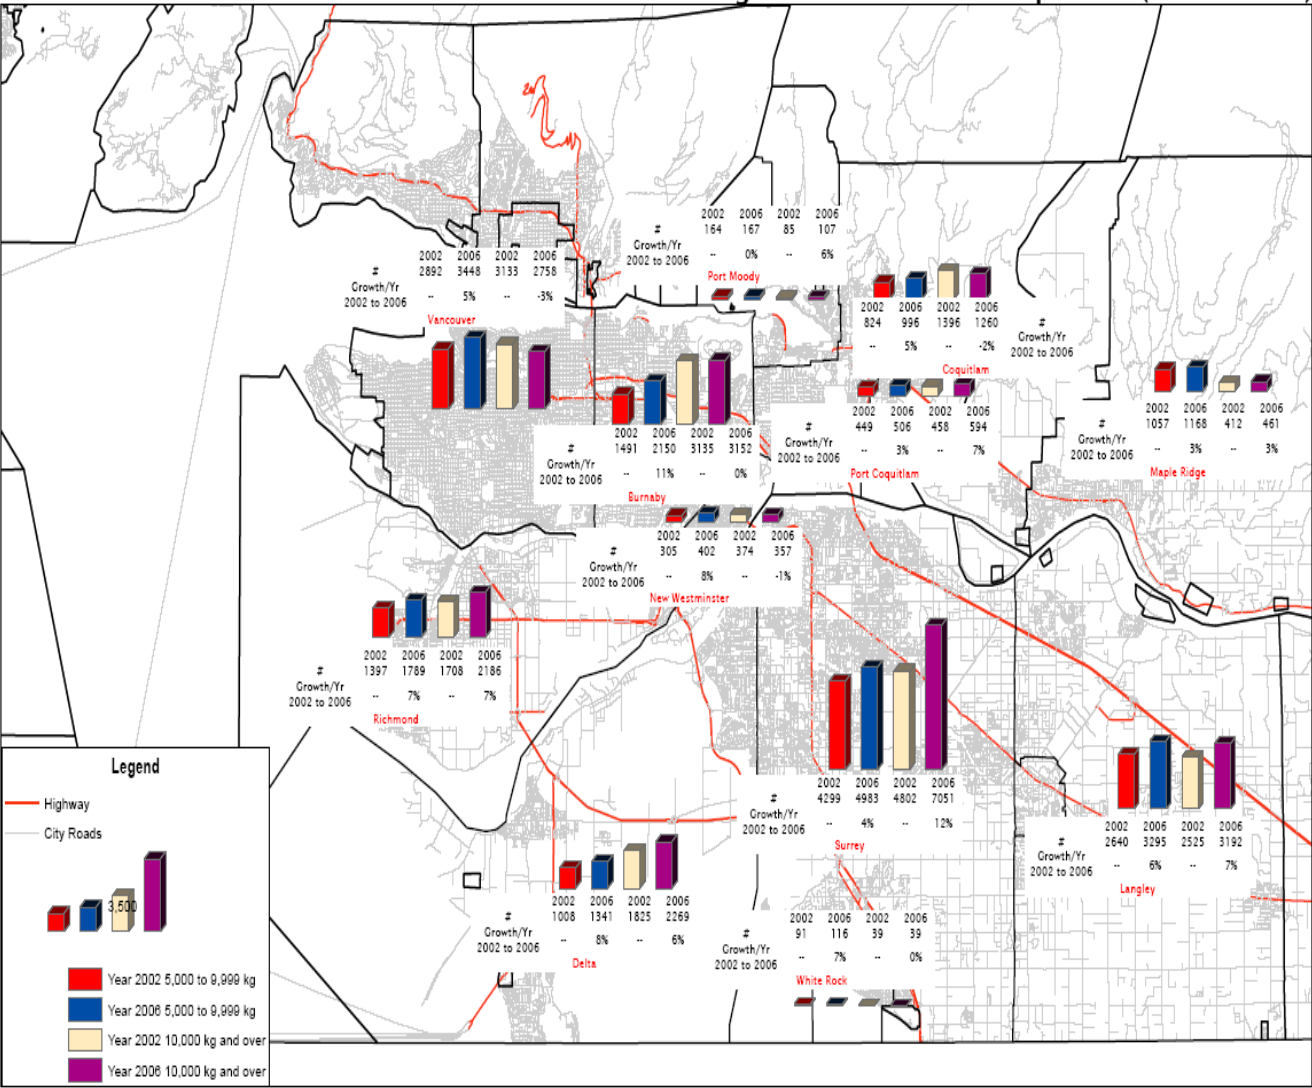 2002 2006 2002 2006
# 164 167 85 107
Growth/Yr
2002 to 2006 -- 0% -- 6%
Port Moody
2002 2006 2002 2006
# 2892 3448 3133 2758
Growth/Yr
2002 to 2006 -- 5% -- -3%
Vancouver
2002 2006 2002 2006
824 996 1396 1260 #
Growth/Yr
-- 5% -- -2% 2002 to 2006
Coquitlam
2002 2006 2002 2006
# 1491 2150 3135 3152
Growth/Yr
2002 to 2006 -- 11% -- 0%
Burnaby
2002 2006 2002 2006
# 449 506 458 594
Growth/Yr
2002 to 2006 -- 3% -- 7%
Port Coquitlam
2002 2006 2002 2006
# 1057 1168 412 461
Growth/Yr
2002 to 2006 -- 3% -- 3%
Maple Ridge
2002 2006 2002 2006
# 305 402 374 357
Growth/Yr
2002 to 2006 -- 8% -- -1%
New Westminster
2002 2006 2002 2006
# 1397 1789 1708 2186
Growth/Yr
2002 to 2006 -- 7% -- 7%
Richmond
2002 2006 2002 2006
# 4299 4983 4802 7051
Growth/Yr
2002 to 2006 -- 4% -- 12%
Surrey
2002 2006 2002 2006
# 2640 3295 2525 3192
Growth/Yr
2002 to 2006 -- 6% -- 7%
Langley
2002 2006 2002 2006
# 1008 1341 1825 2269
Growth/Yr
2002 to 2006 -- 8% -- 6%
Delta
2002 2006 2002 2006
# 91 116 39 39
Growth/Yr
2002 to 2006 -- 7% -- 0%
White Rock
Legend
Highway
City Roads
3,500
Year 2002 5,000 to 9,999 kg
Year 2006 5,000 to 9,999 kg
Year 2002 10,000 kg and over
Year 2006 10,000 kg and over